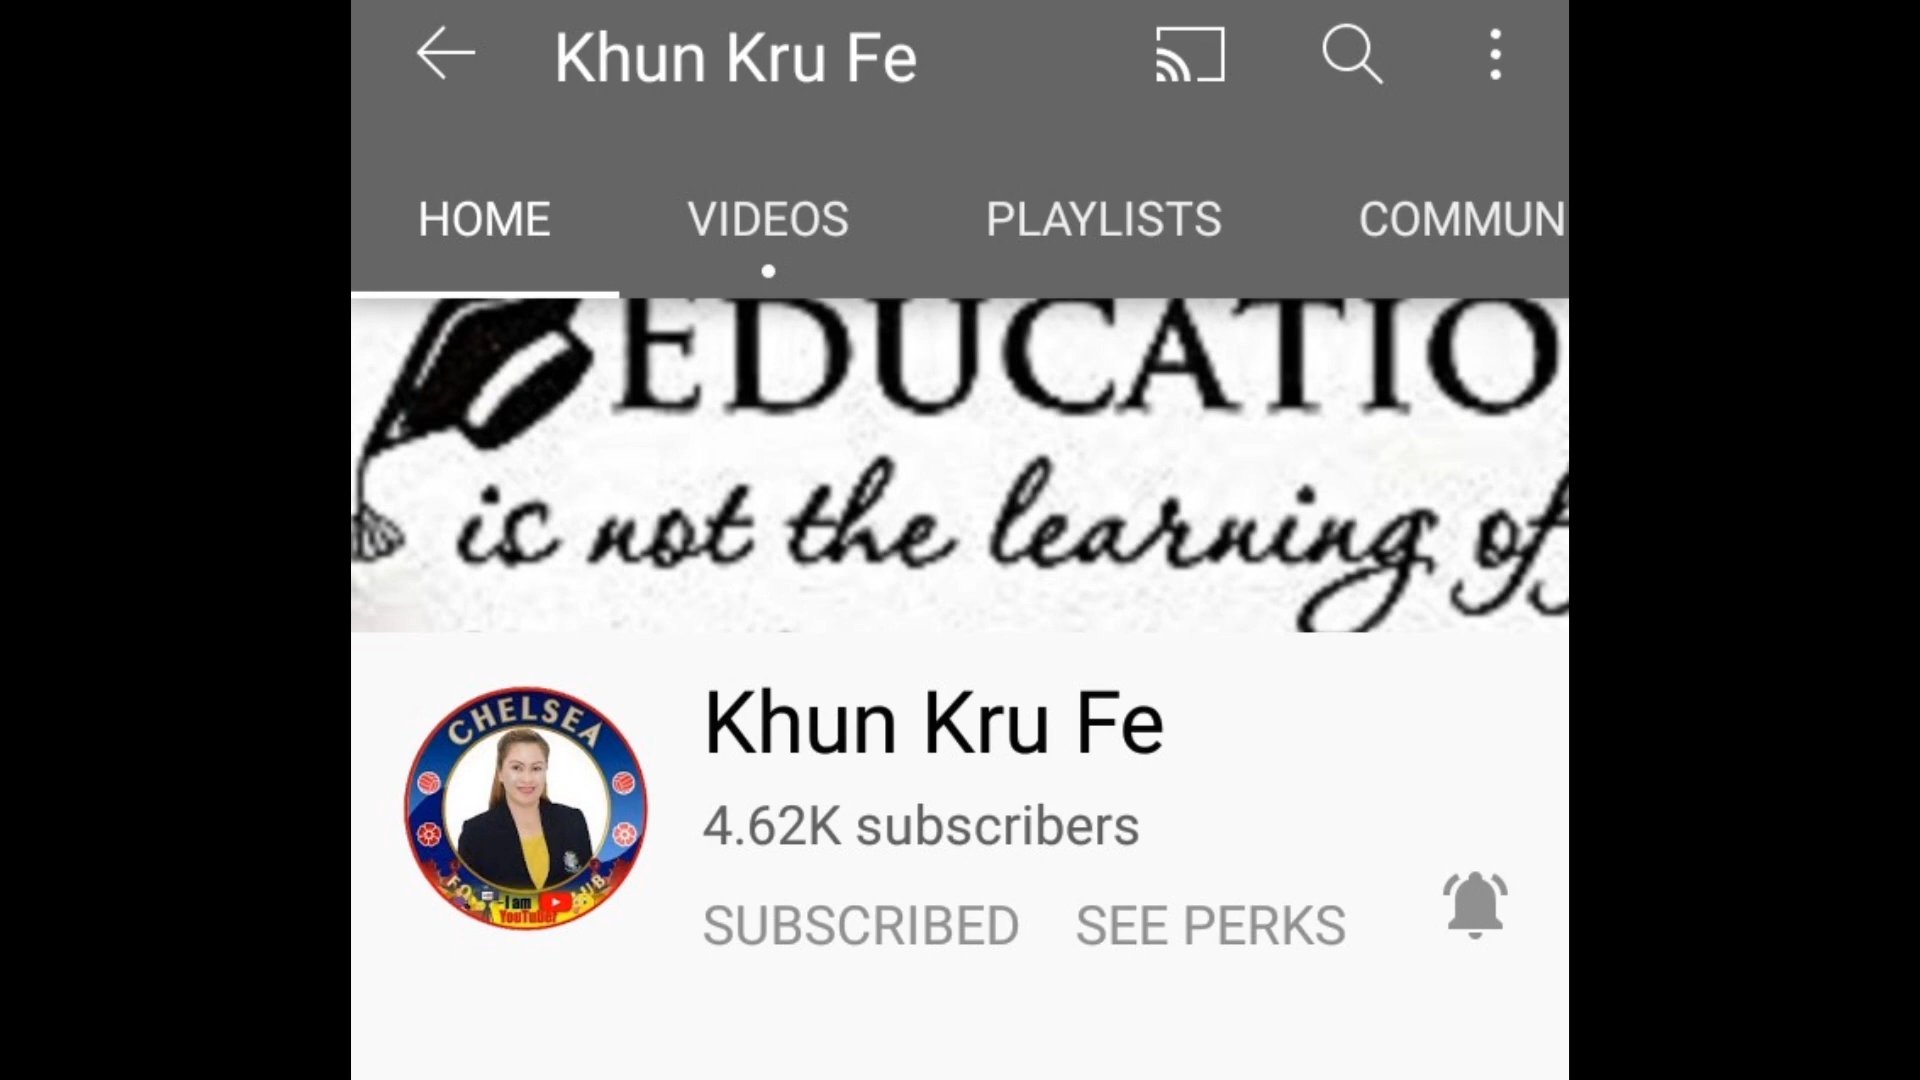 Khun Kru Fe
HOME VIDEOS PLAYLISTS COMMUN
EDUCATIO
is not the learning of
Khun Kru Fe
4.62K subscribers
SUBSCRIBED SEE PERKS
CHELSEA
I am
YouTuber